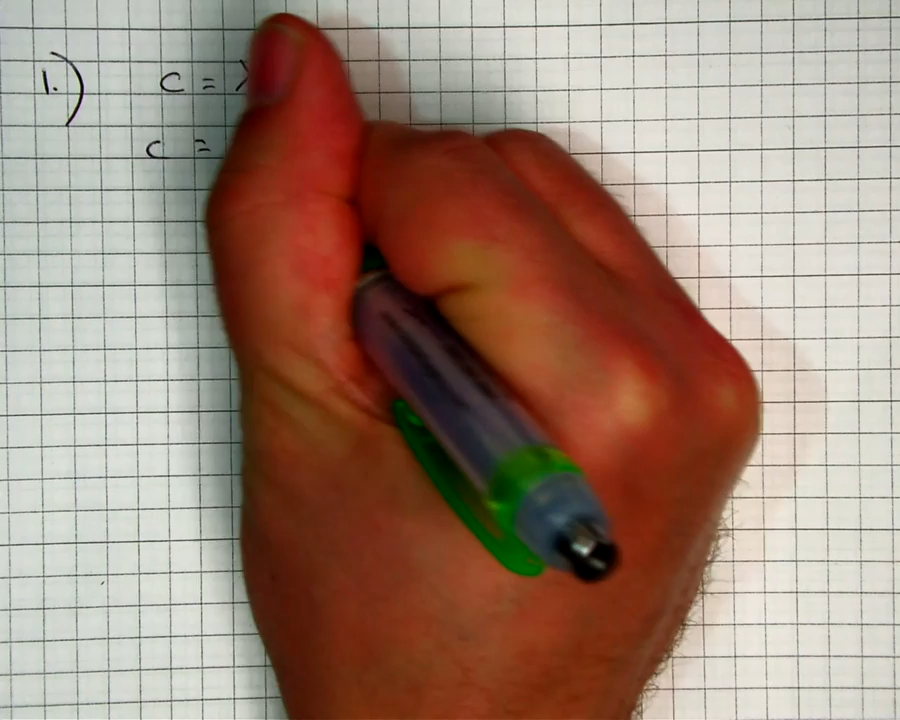 1.) c = λ
c =